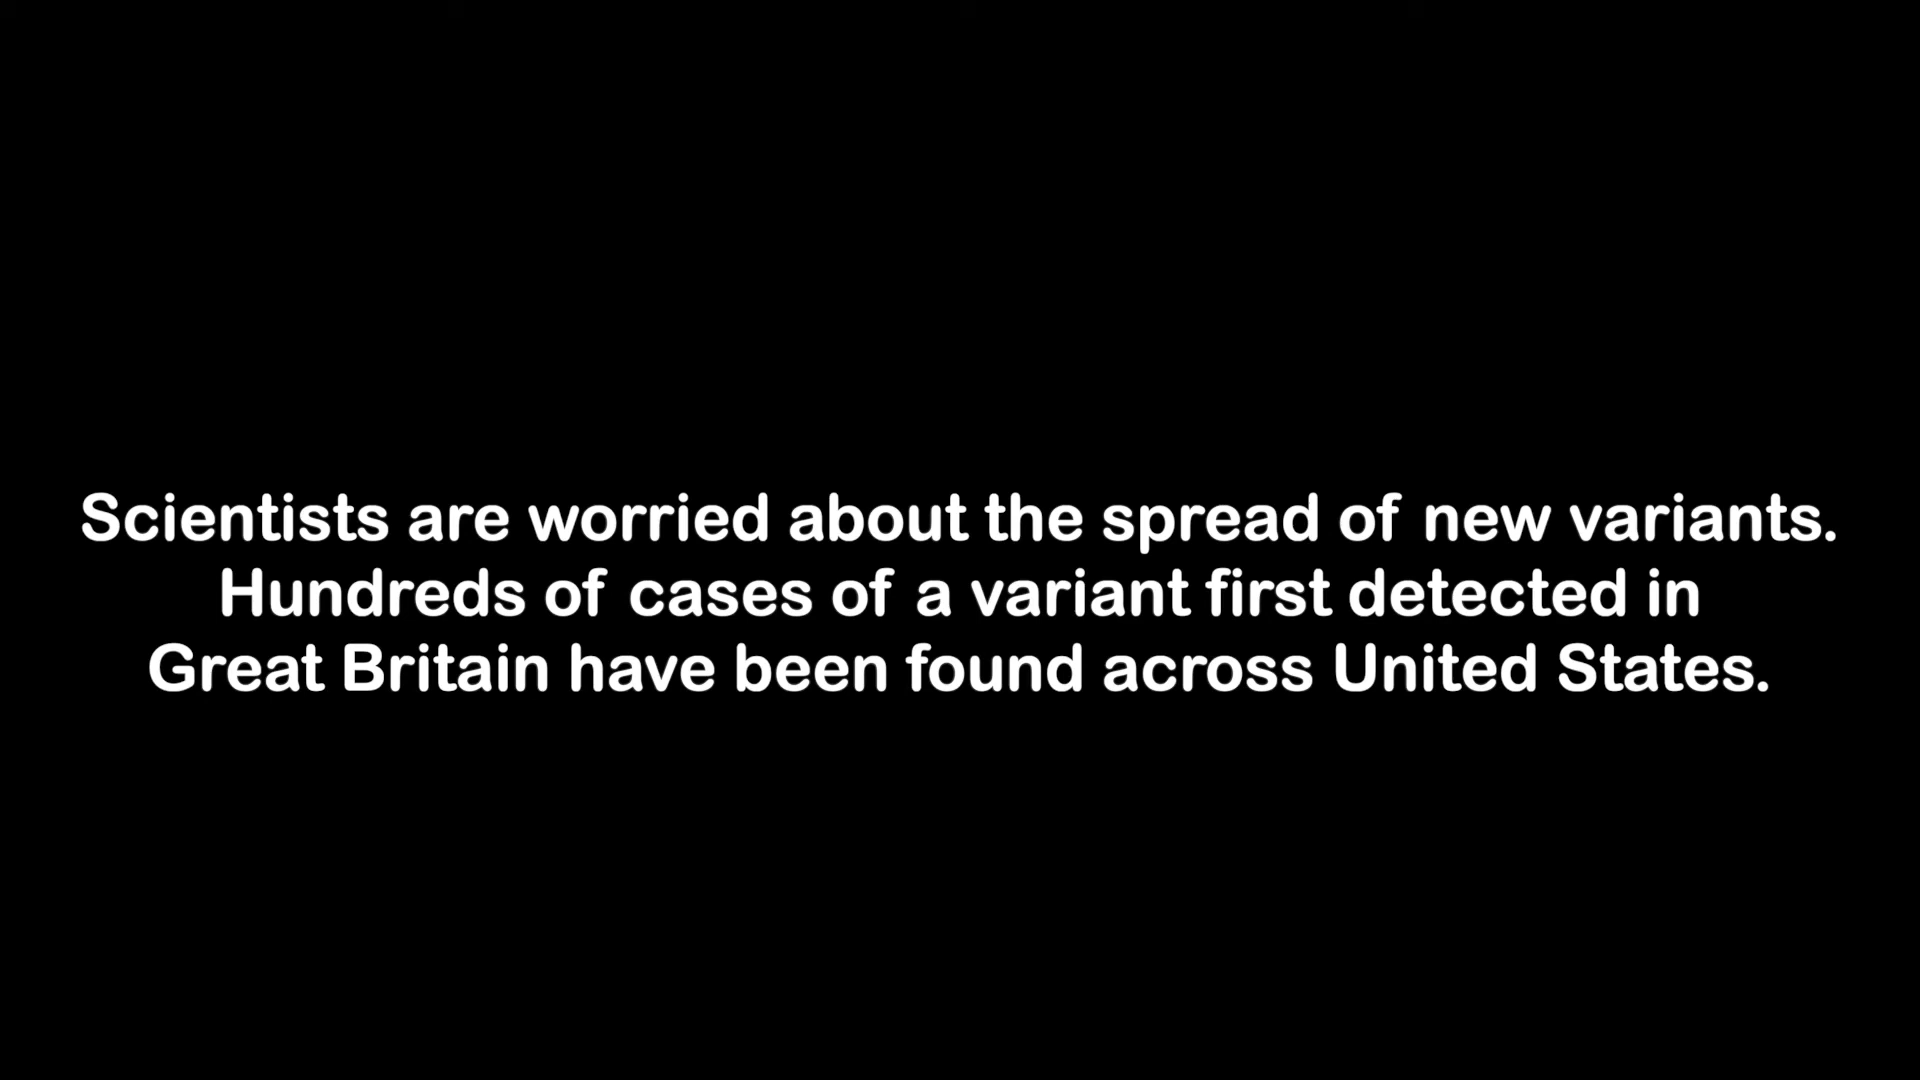 Scientists are worried about the spread of new variants.
Hundreds of cases of a variant first detected in
Great Britain have been found across United States.